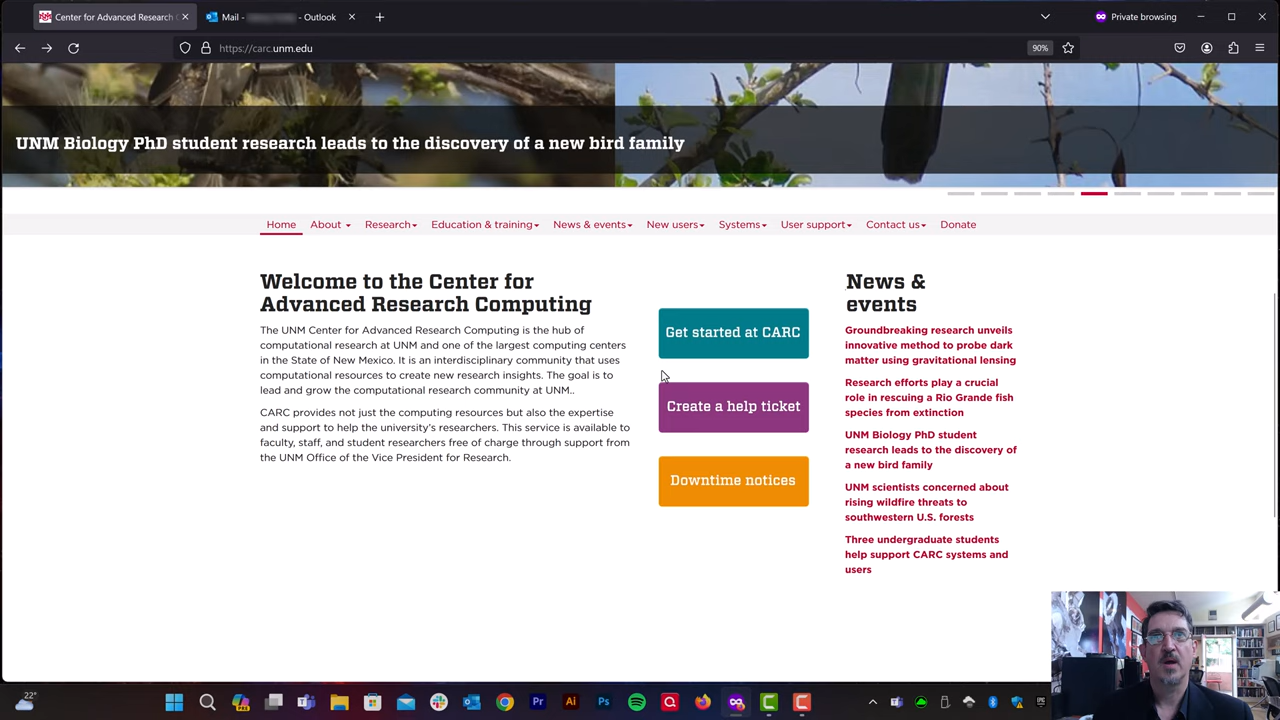 Center for Advanced Research C
Mail -
- Outlook
Private browsing
https://carc.unm.edu
90%
UNM Biology PhD student research leads to the discovery of a new bird family
Home About Research Education & training News & events New users Systems User support Contact us Donate
Welcome to the Center for
Advanced Research Computing
The UNM Center for Advanced Research Computing is the hub of
computational research at UNM and one of the largest computing centers
in the State of New Mexico. It is an interdisciplinary community that uses
computational resources to create new research insights. The goal is to
lead and grow the computational research community at UNM..
CARC provides not just the computing resources but also the expertise
and support to help the university's researchers. This service is available to
faculty, staff, and student researchers free of charge through support from
the UNM Office of the Vice President for Research.
Get started at CARC
Create a help ticket
Downtime notices
News &
events
Groundbreaking research unveils
innovative method to probe dark
matter using gravitational lensing
Research efforts play a crucial
role in rescuing a Rio Grande fish
species from extinction
UNM Biology PhD student
research leads to the discovery of
a new bird family
UNM scientists concerned about
rising wildfire threats to
southwestern U.S. forests
Three undergraduate students
help support CARC systems and
users
22°
Pr
Ai
Ps